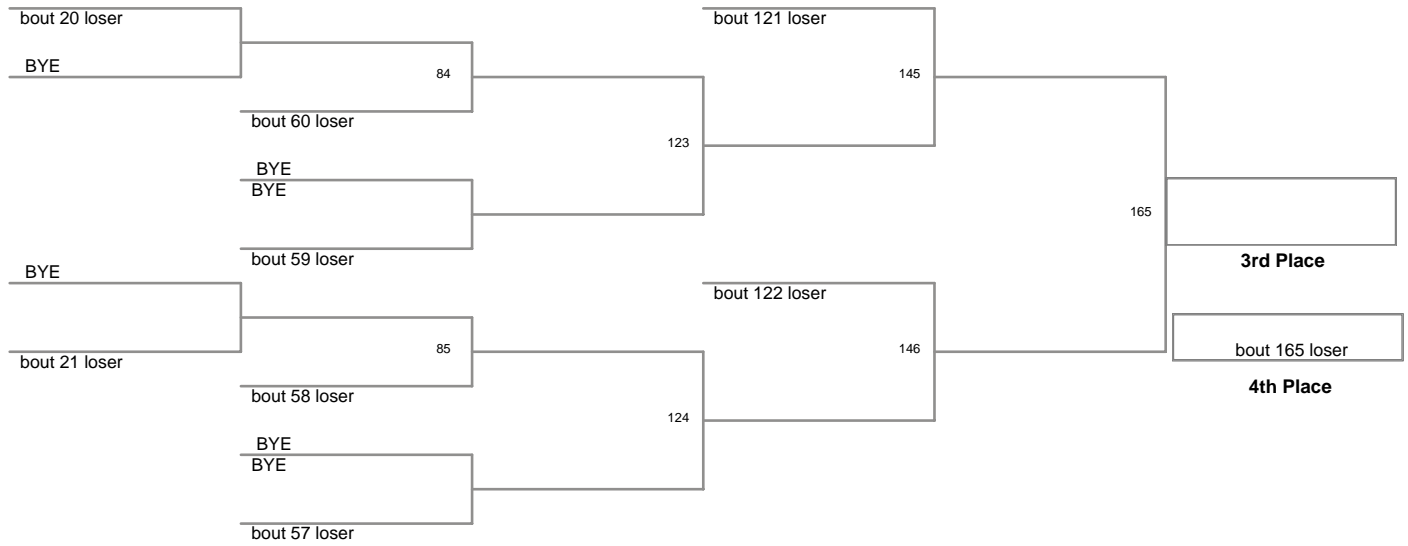 bout 20 loser
bout 121 loser
BYE
84
145
bout 60 loser
123
BYE
BYE
165
bout 59 loser
3rd Place
BYE
bout 122 loser
bout 21 loser
85
146
bout 165 loser
4th Place
bout 58 loser
124
BYE
BYE
bout 57 loser